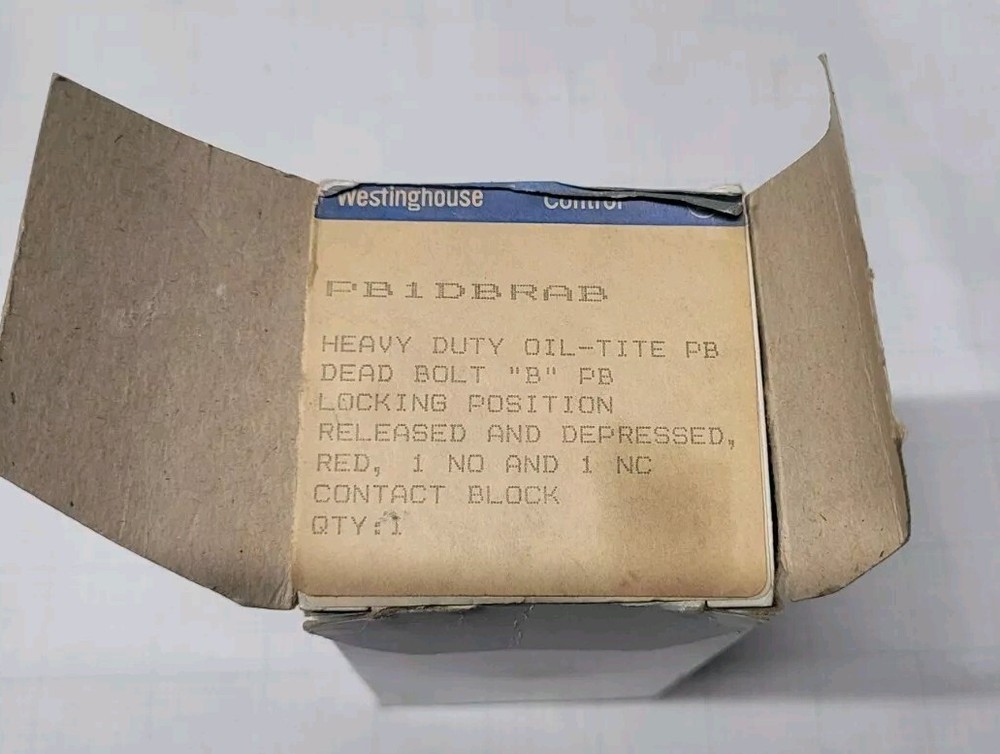 Westinghouse Control
PB1DBRAB
HEAVY DUTY OIL-TITE PB
DEAD BOLT "B" PB
LOCKING POSITION
RELEASED AND DEPRESSED,
RED, 1 NO AND 1 NC
CONTACT BLOCK
QTY:1